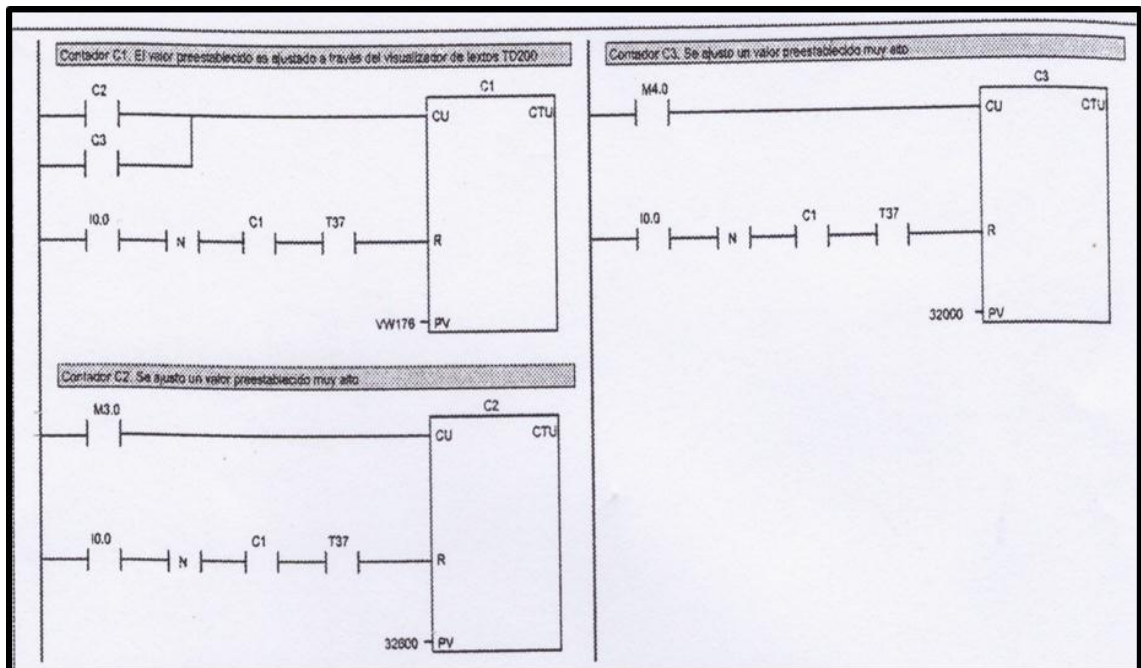 Contador C1. El valor preestablecido es ajustado a través del visualizador de textos TD200
C2
C1
CU
CTU
C3
I0.0
N
C1
T37
R
VW176
PV
Contador C2. Se ajusto un valor preestablecido muy alto
M3.0
C2
CU
CTU
I0.0
N
C1
T37
R
32600
PV
Contador C3. Se ajusto un valor preestablecido muy alto
M4.0
C3
CU
CTU
I0.0
N
C1
T37
R
32000
PV